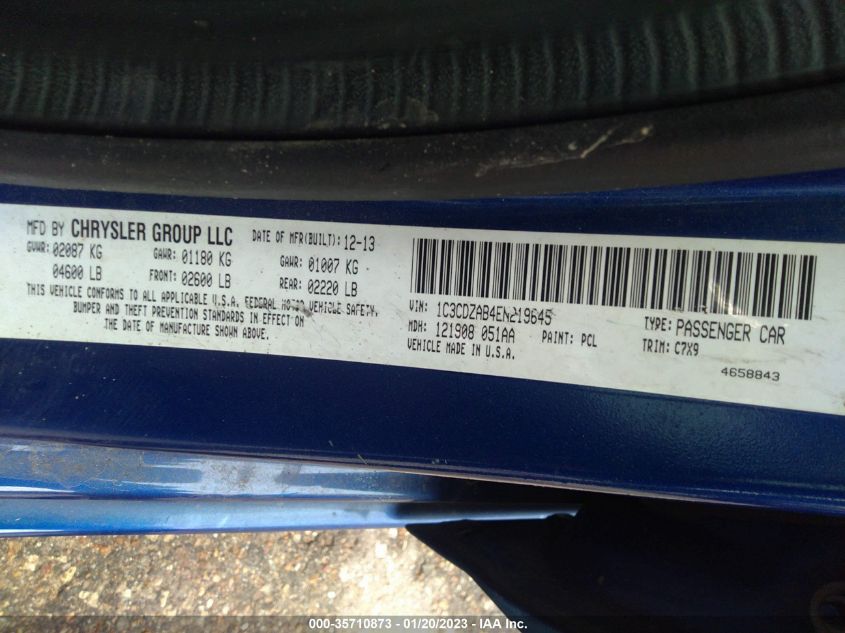 MFD BY CHRYSLER GROUP LLC DATE OF MFR(BUILT): 12-13
GVWR: 02087 KG GAWR: 01180 KG GAWR: 01007 KG
04600 LB FRONT: 02600 LB REAR: 02220 LB
THIS VEHICLE CONFORMS TO ALL APPLICABLE U.S.A. FEDERAL MOTOR VEHICLE SAFETY,
BUMPER AND THEFT PREVENTION STANDARDS IN EFFECT ON
THE DATE OF MANUFACTURE SHOWN ABOVE.
VIN: 1C3CDZAB4EN219645 TYPE: PASSENGER CAR
MDH: 121908 051AA PAINT: PCL TRIM: C7X9
VEHICLE MADE IN U.S.A.
4658843
000-35710873 — 01/20/2023 — IAA Inc.